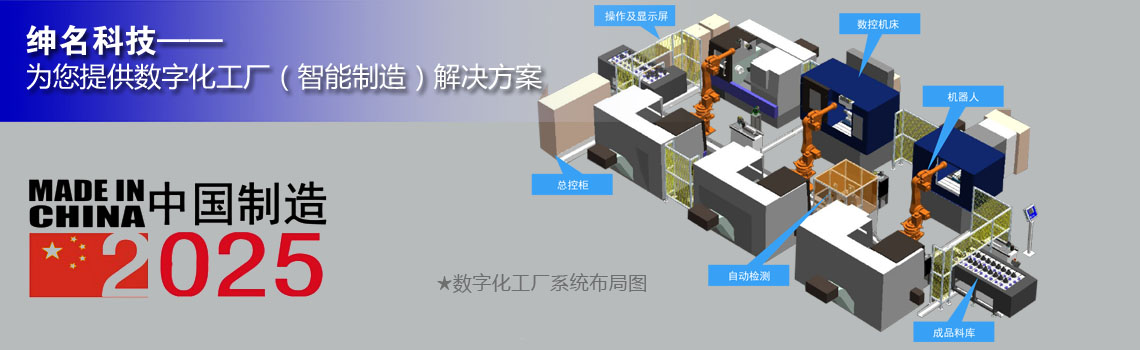 绅名科技——
为您提供数字化工厂（智能制造）解决方案
MADE IN
CHINA
中国制造
2025
★数字化工厂系统布局图
操作及显示屏
数控机床
机器人
总控柜
自动检测
成品料库